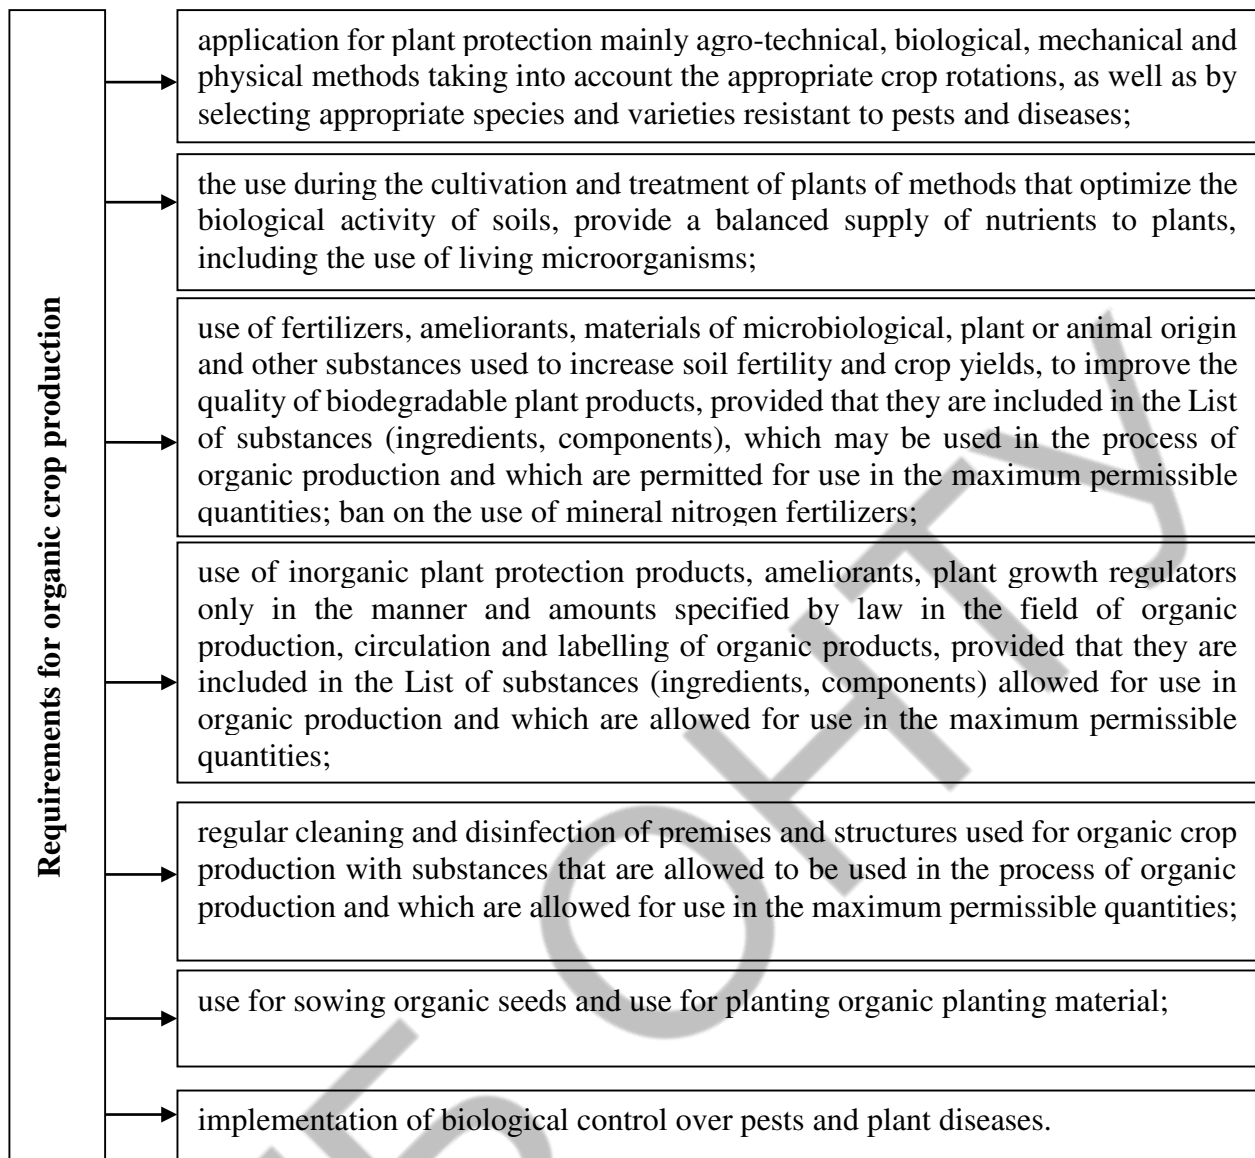 Requirements for organic crop production
application for plant protection mainly agro-technical, biological, mechanical and
physical methods taking into account the appropriate crop rotations, as well as by
selecting appropriate species and varieties resistant to pests and diseases;
the use during the cultivation and treatment of plants of methods that optimize the
biological activity of soils, provide a balanced supply of nutrients to plants,
including the use of living microorganisms;
use of fertilizers, ameliorants, materials of microbiological, plant or animal origin
and other substances used to increase soil fertility and crop yields, to improve the
quality of biodegradable plant products, provided that they are included in the List
of substances (ingredients, components), which may be used in the process of
organic production and which are permitted for use in the maximum permissible
quantities; ban on the use of mineral nitrogen fertilizers;
use of inorganic plant protection products, ameliorants, plant growth regulators
only in the manner and amounts specified by law in the field of organic
production, circulation and labelling of organic products, provided that they are
included in the List of substances (ingredients, components) allowed for use in
organic production and which are allowed for use in the maximum permissible
quantities;
regular cleaning and disinfection of premises and structures used for organic crop
production with substances that are allowed to be used in the process of organic
production and which are allowed for use in the maximum permissible quantities;
use for sowing organic seeds and use for planting organic planting material;
implementation of biological control over pests and plant diseases.
ОНТУ